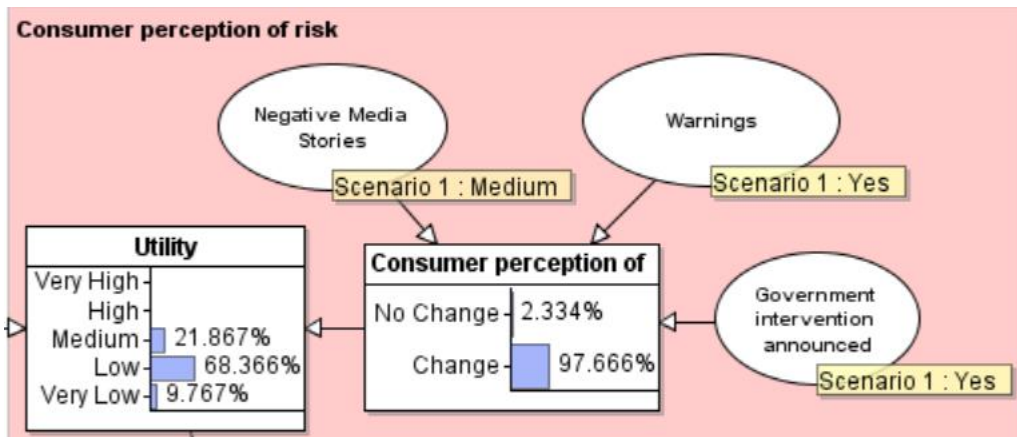 Consumer perception of risk
Negative Media
Stories
Scenario 1 : Medium
Warnings
Scenario 1 : Yes
Utility
Very High
High
Medium 21.867%
Low 68.366%
Very Low 9.767%
Consumer perception of
No Change 2.334%
Change 97.666%
Government
intervention
announced
Scenario 1 : Yes